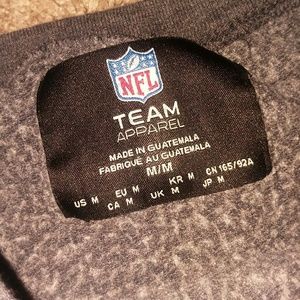 NFL
TEAM
APPAREL
MADE IN GUATEMALA
FABRIQUÉ AU GUATEMALA
M/M
US M EU M KR M CN 165/92A
CA M UK M JP M